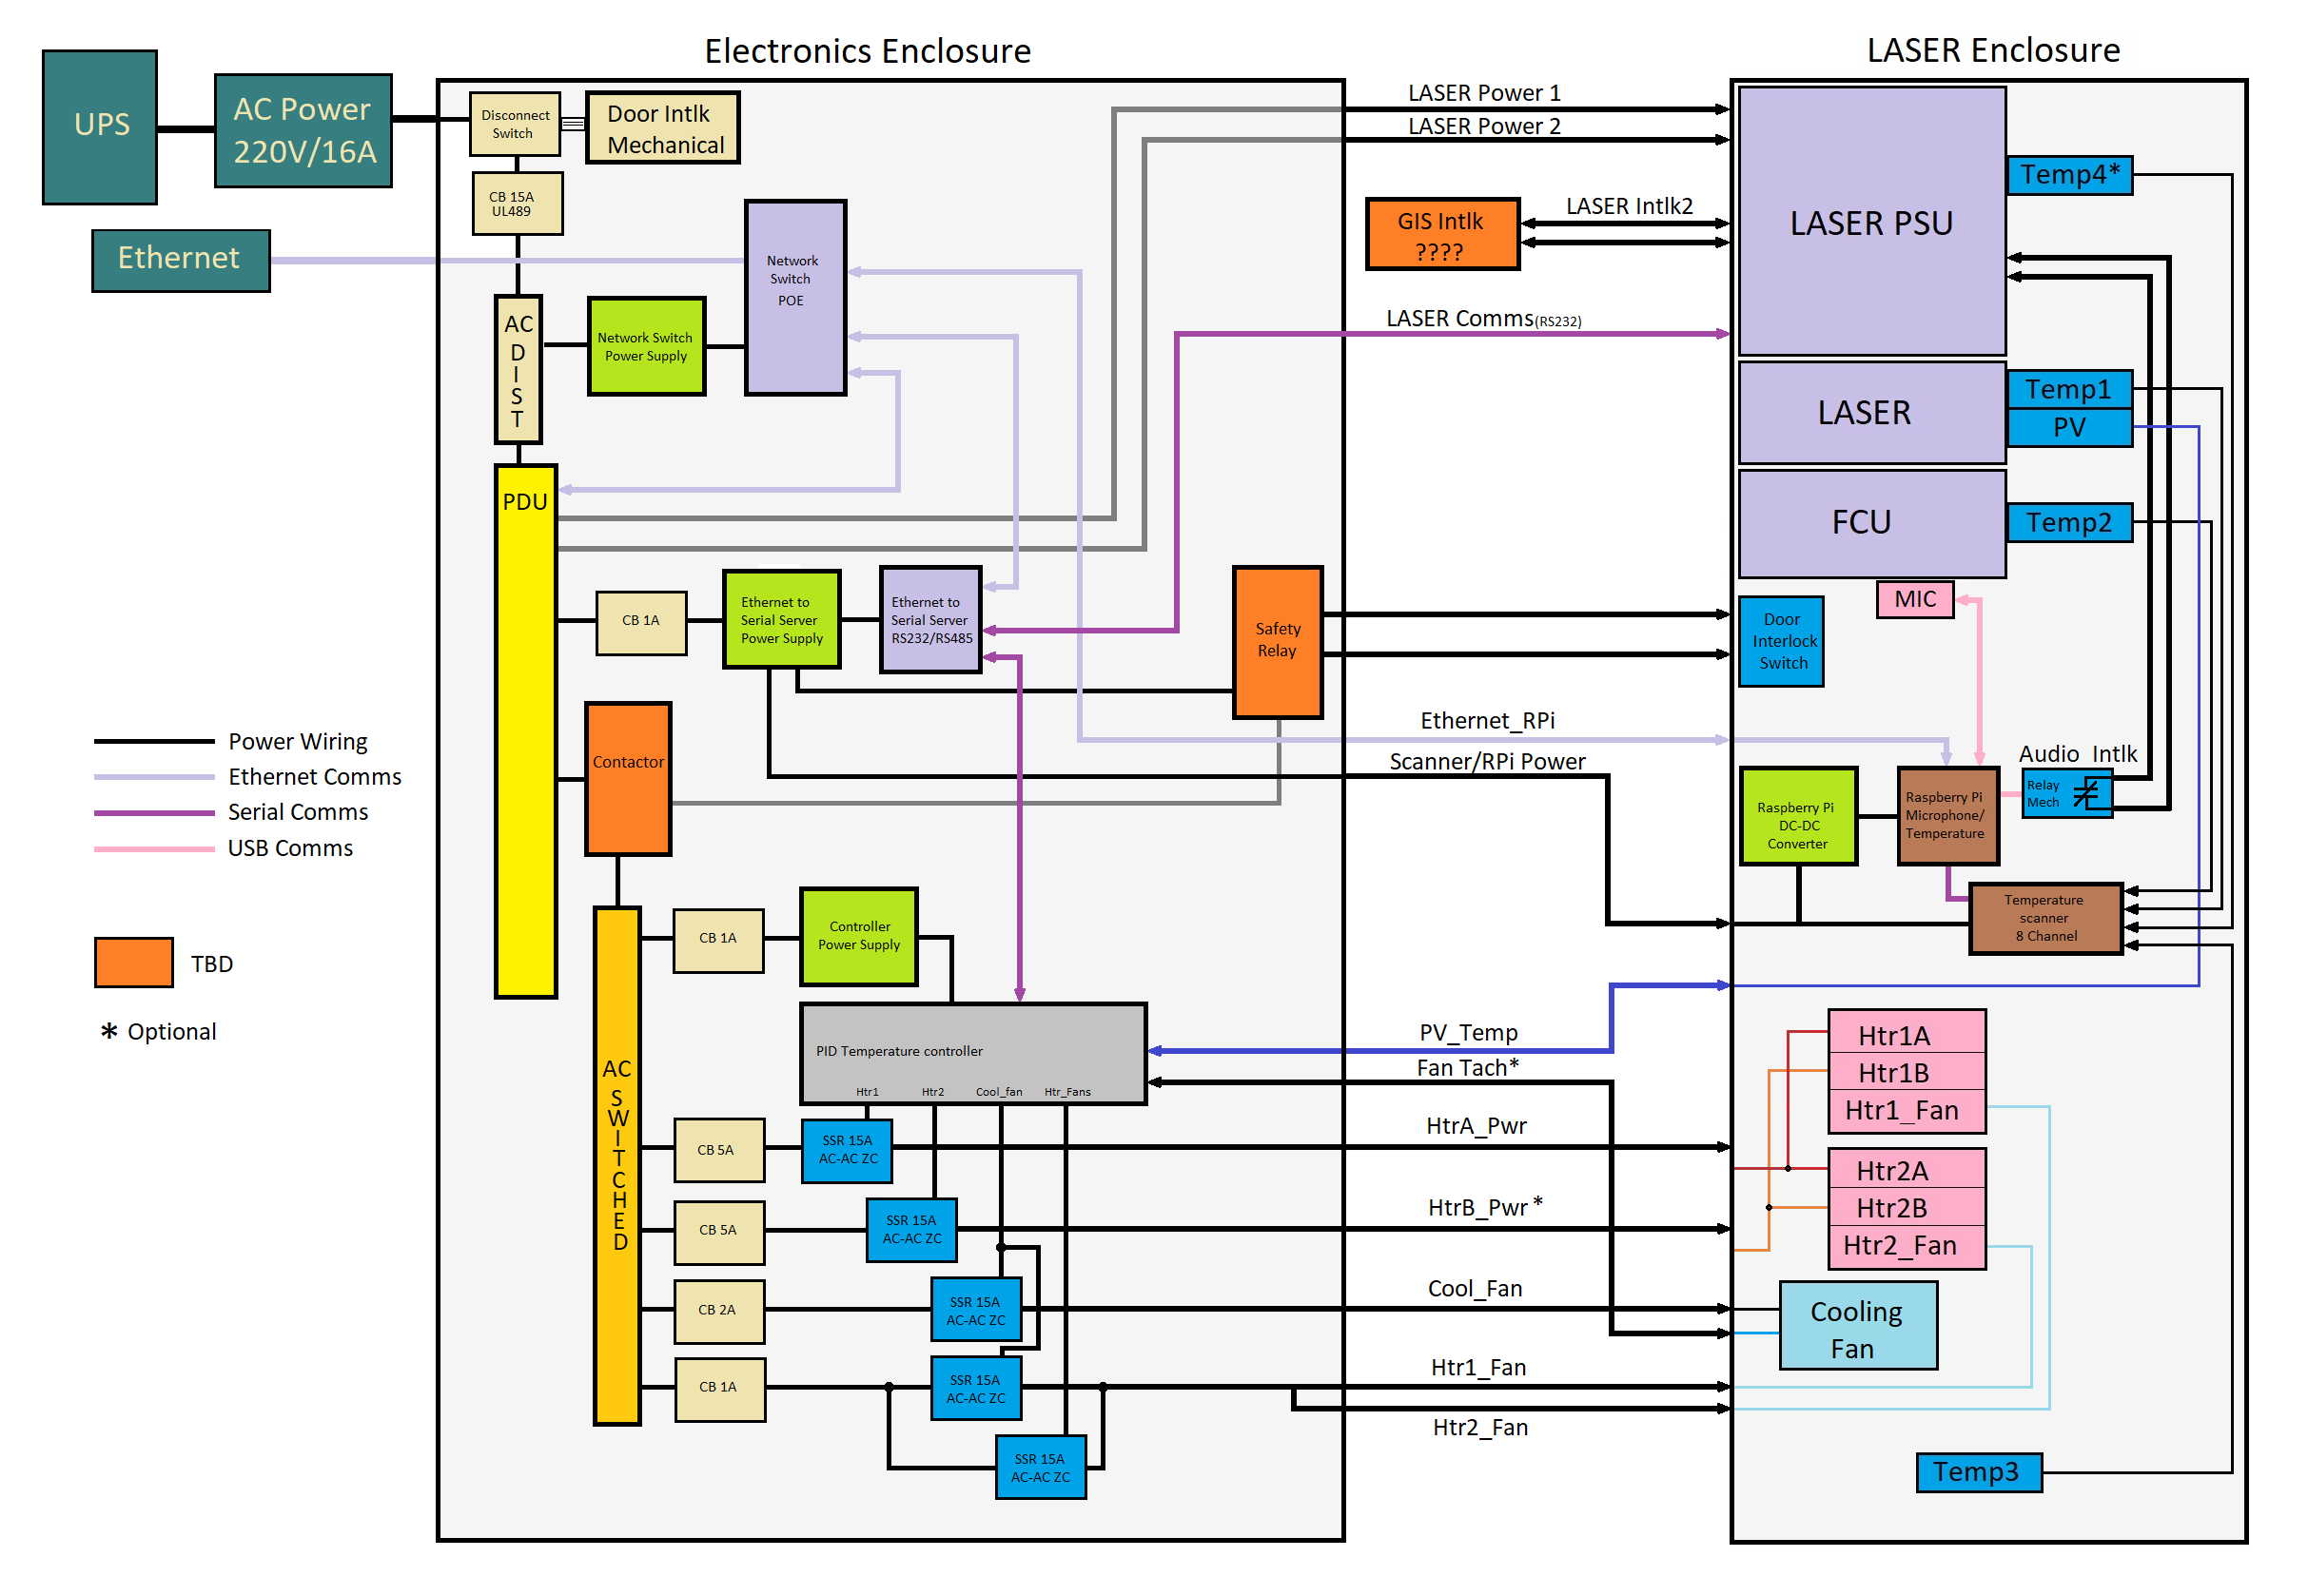 Electronics Enclosure
LASER Enclosure
UPS
AC Power
220V/16A
Ethernet
Disconnect
Switch
Door Intlk
Mechanical
CB 15A
UL489
AC
D
I
S
T
Network Switch
Power Supply
Network
Switch
POE
PDU
CB 1A
Ethernet to
Serial Server
Power Supply
Ethernet to
Serial Server
RS232/RS485
Safety
Relay
Contactor
AC
S
W
I
T
C
H
E
D
CB 1A
Controller
Power Supply
PID Temperature controller
Htr1
Htr2
Cool_fan
Htr_Fans
CB 5A
SSR 15A
AC-AC ZC
CB 5A
SSR 15A
AC-AC ZC
CB 2A
SSR 15A
AC-AC ZC
CB 1A
SSR 15A
AC-AC ZC
SSR 15A
AC-AC ZC
Power Wiring
Ethernet Comms
Serial Comms
USB Comms
TBD
* Optional
LASER Power 1
LASER Power 2
GIS Intlk
????
LASER Intlk2
LASER Comms(RS232)
Ethernet_RPi
Scanner/RPi Power
PV_Temp
Fan Tach*
HtrA_Pwr
HtrB_Pwr *
Cool_Fan
Htr1_Fan
Htr2_Fan
LASER PSU
Temp4*
LASER
Temp1
PV
FCU
Temp2
MIC
Door
Interlock
Switch
Audio Intlk
Relay
Mech
Raspberry Pi
DC-DC
Converter
Raspberry Pi
Microphone/
Temperature
Temperature
scanner
8 Channel
Htr1A
Htr1B
Htr1_Fan
Htr2A
Htr2B
Htr2_Fan
Cooling
Fan
Temp3